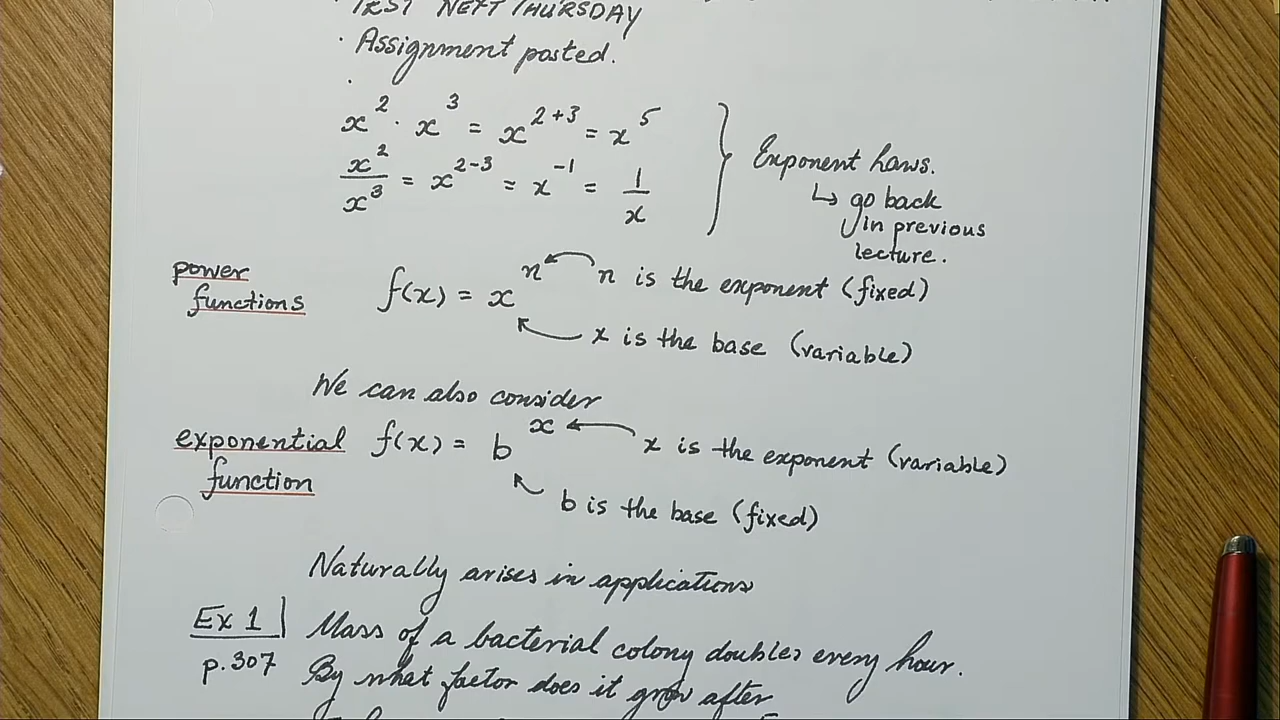 TEST NEXT THURSDAY
· Assignment posted.
·
x^2 · x^3 = x^{2+3} = x^5
x^2/x^3 = x^{2-3} = x^{-1} = 1/x
} Exponent Laws.
↳ go back
in previous
lecture.
power
functions
f(x) = x^n ← n is the exponent (fixed)
x is the base (variable)
We can also consider
exponential
function
f(x) = b^x ← x is the exponent (variable)
b is the base (fixed)
Naturally arises in applications
Ex 1
p.307
Mass of a bacterial colony doubles every hour.
By what factor does it grow after